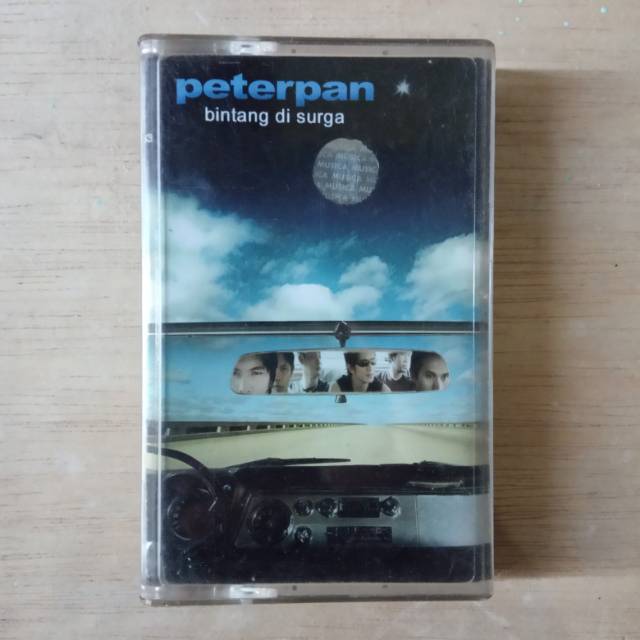 peterpan
bintang di surga